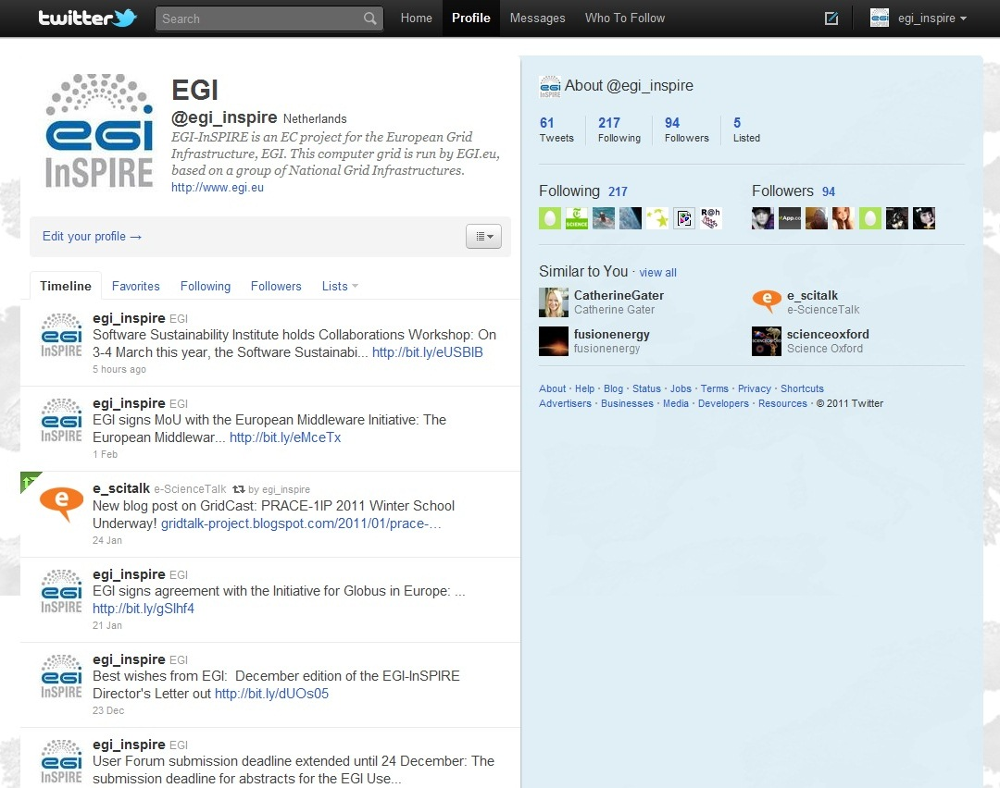 twitter Search Home Profile Messages Who To Follow egi_inspire
egi
InSPIRE
EGI
@egi_inspire Netherlands
EGI-InSPIRE is an EC project for the European Grid
Infrastructure, EGI. This computer grid is run by EGI.eu,
based on a group of National Grid Infrastructures.
http://www.egi.eu
Edit your profile →
Timeline Favorites Following Followers Lists
egi_inspire EGI
Software Sustainability Institute holds Collaborations Workshop: On
3-4 March this year, the Software Sustainabi... http://bit.ly/eUSBIB
5 hours ago
egi_inspire EGI
EGI signs MoU with the European Middleware Initiative: The
European Middlewar... http://bit.ly/eMceTx
1 Feb
e_scitalk e-ScienceTalk by egi_inspire
New blog post on GridCast: PRACE-1IP 2011 Winter School
Underway! gridtalk-project.blogspot.com/2011/01/prace-…
24 Jan
egi_inspire EGI
EGI signs agreement with the Initiative for Globus in Europe: ...
http://bit.ly/gSlhf4
21 Jan
egi_inspire EGI
Best wishes from EGI: December edition of the EGI-InSPIRE
Director's Letter out http://bit.ly/dUOs05
23 Dec
egi_inspire EGI
User Forum submission deadline extended until 24 December: The
submission deadline for abstracts for the EGI Use...
About @egi_inspire
61 217 94 5
Tweets Following Followers Listed
Following 217
Followers 94
SCIENCE
R@h
App.co
Similar to You · view all
CatherineGater
Catherine Gater
e_scitalk
e-ScienceTalk
fusionenergy
fusionenergy
scienceoxford
Science Oxford
About · Help · Blog · Status · Jobs · Terms · Privacy · Shortcuts
Advertisers · Businesses · Media · Developers · Resources · © 2011 Twitter